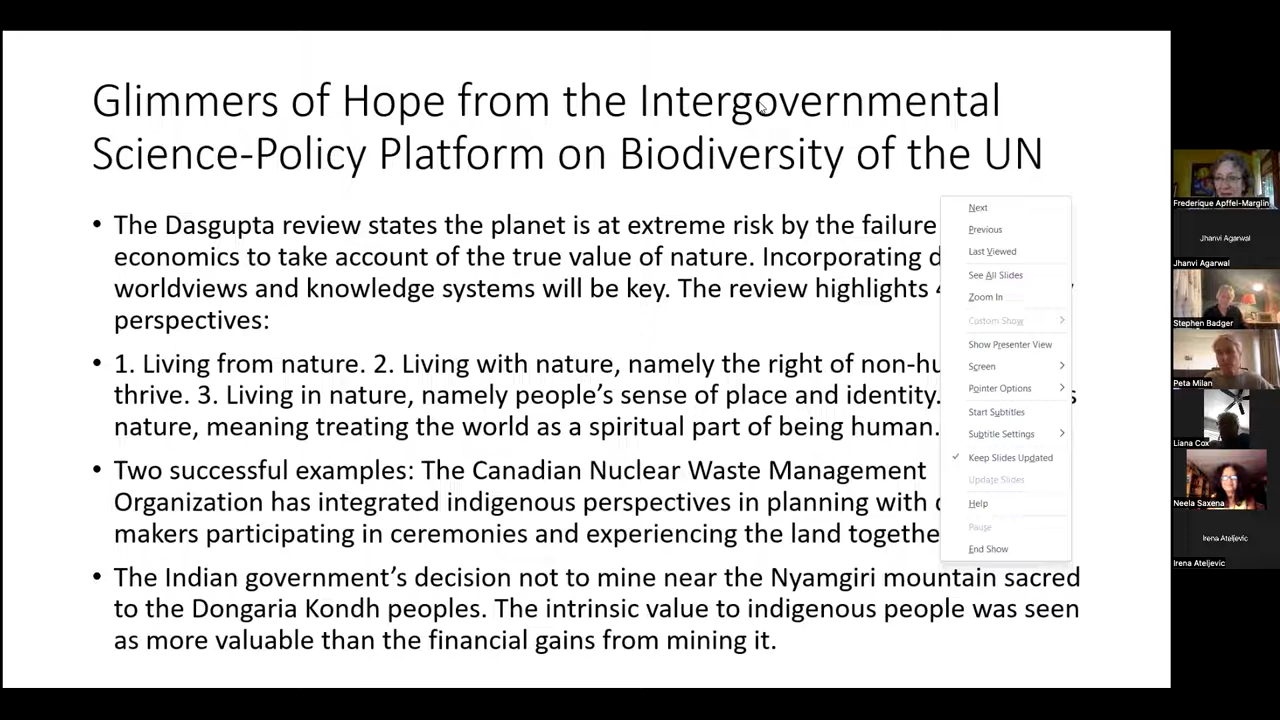 Glimmers of Hope from the Intergovernmental
Science-Policy Platform on Biodiversity of the UN
• The Dasgupta review states the planet is at extreme risk by the failure
economics to take account of the true value of nature. Incorporating
worldviews and knowledge systems will be key. The review highlights
perspectives:
• 1. Living from nature. 2. Living with nature, namely the right of
thrive. 3. Living in nature, namely people’s sense of place and identity.
nature, meaning treating the world as a spiritual part of being human.
• Two successful examples: The Canadian Nuclear Waste Management
Organization has integrated indigenous perspectives in planning with
makers participating in ceremonies and experiencing the land
• The Indian government’s decision not to mine near the Nyamgiri mountain sacred
to the Dongaria Kondh peoples. The intrinsic value to indigenous people was seen
as more valuable than the financial gains from mining it.
Next
Previous
Last Viewed
See All Slides
Zoom In
Custom Show
Show Presenter View
Screen
Pointer Options
Start Subtitles
Subtitle Settings
Keep Slides Updated
Update Slides
Help
Pause
End Show
Frederique Apffel-Marglin
Jhanvi Agarwal
Jhanvi Agarwal
Stephen Badger
Peta Milan
Liana Cox
Neela Saxena
Irena Ateljevic
Irena Ateljevic